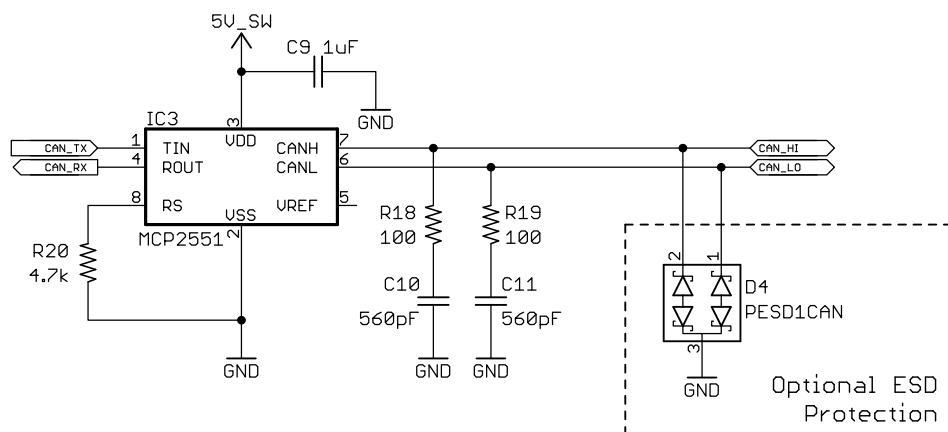 5V_SW
C9 1uF
GND
IC3
3
VDD
CAN_TX
1
TIN
CANH
7
CAN_HI
CAN_RX
4
ROUT
CANL
6
CAN_LO
8
RS
VREF
5
VSS
2
MCP2551
R20
4.7k
GND
R18
100
R19
100
C10
560pF
C11
560pF
GND
GND
2
1
D4
PESD1CAN
3
GND
Optional ESD
Protection